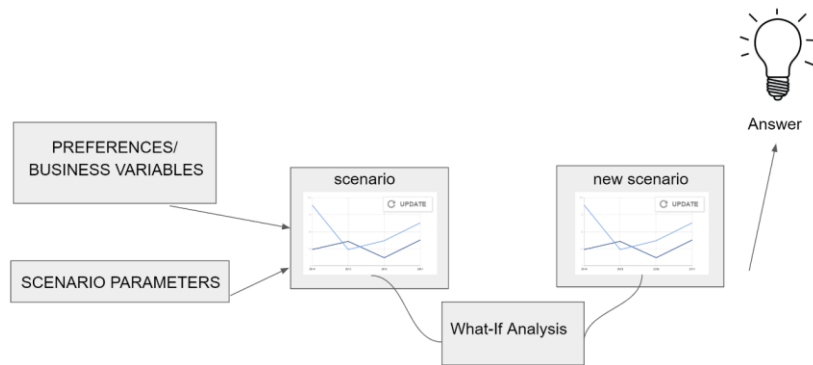 Answer
PREFERENCES/
BUSINESS VARIABLES
scenario
UPDATE
new scenario
UPDATE
SCENARIO PARAMETERS
What-If Analysis